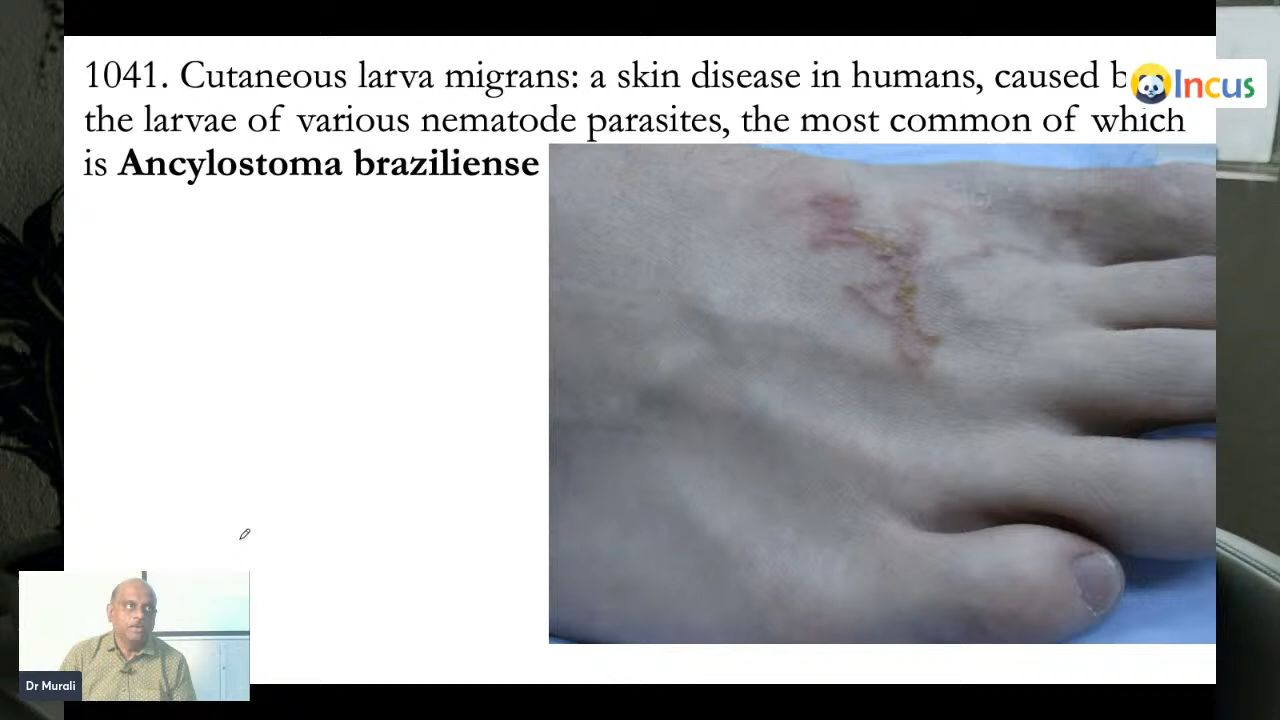 1041. Cutaneous larva migrans: a skin disease in humans, caused
Incus
the larvae of various nematode parasites, the most common of which
is Ancylostoma braziliense
Dr Murali